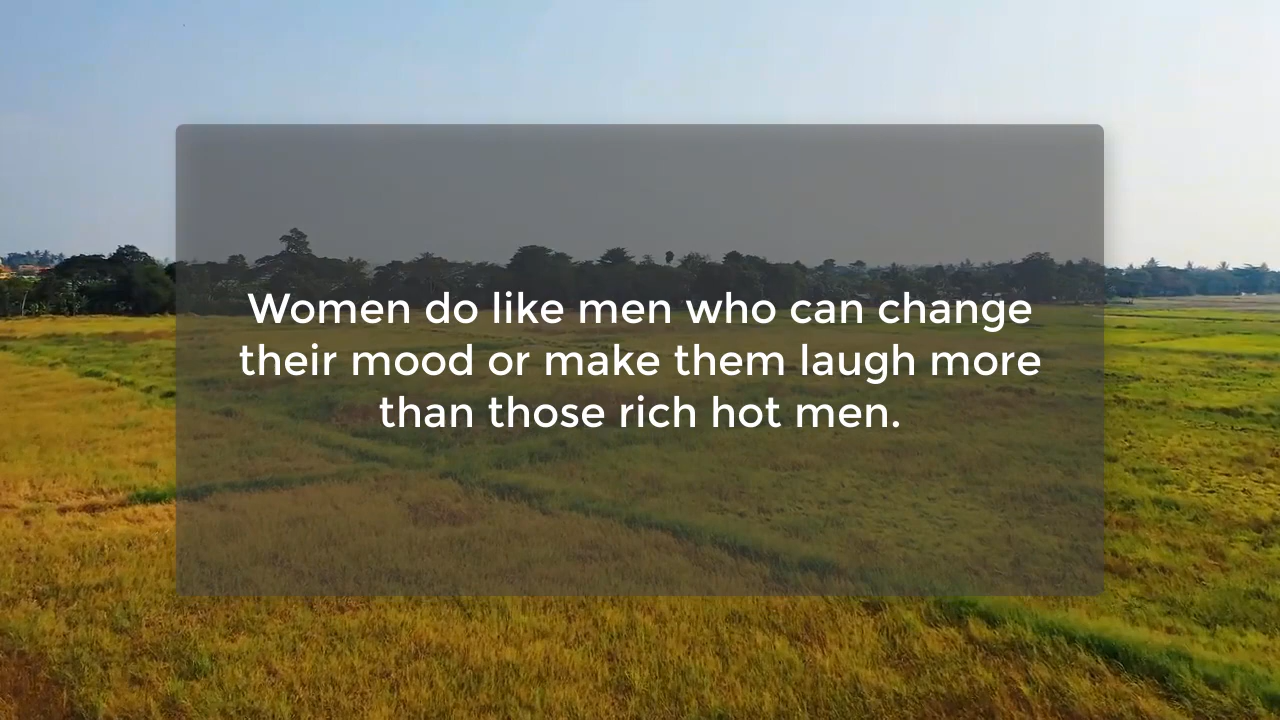 Women do like men who can change
their mood or make them laugh more
than those rich hot men.